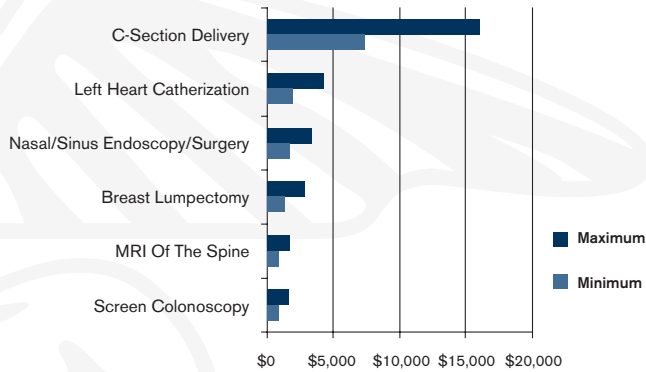 C-Section Delivery
Left Heart Catherization
Nasal/Sinus Endoscopy/Surgery
Breast Lumpectomy
MRI Of The Spine
Screen Colonoscopy
Maximum
Minimum
$0 $5,000 $10,000 $15,000 $20,000